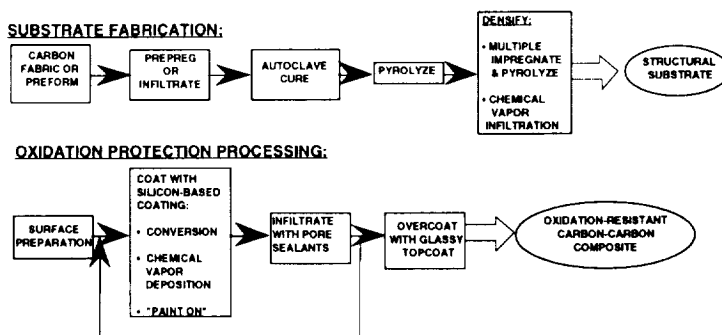 SUBSTRATE FABRICATION:
CARBON
FABRIC OR
PREFORM
PREPREG
OR
INFILTRATE
AUTOCLAVE
CURE
PYROLYZE
DENSIFY:
• MULTIPLE
IMPREGNATE
& PYROLYZE
• CHEMICAL
VAPOR
INFILTRATION
STRUCTURAL
SUBSTRATE
OXIDATION PROTECTION PROCESSING:
SURFACE
PREPARATION
COAT WITH
SILICON-BASED
COATING:
• CONVERSION
• CHEMICAL
VAPOR
DEPOSITION
• "PAINT ON"
INFILTRATE
WITH PORE
SEALANTS
OVERCOAT
WITH GLASSY
TOPCOAT
OXIDATION-RESISTANT
CARBON-CARBON
COMPOSITE